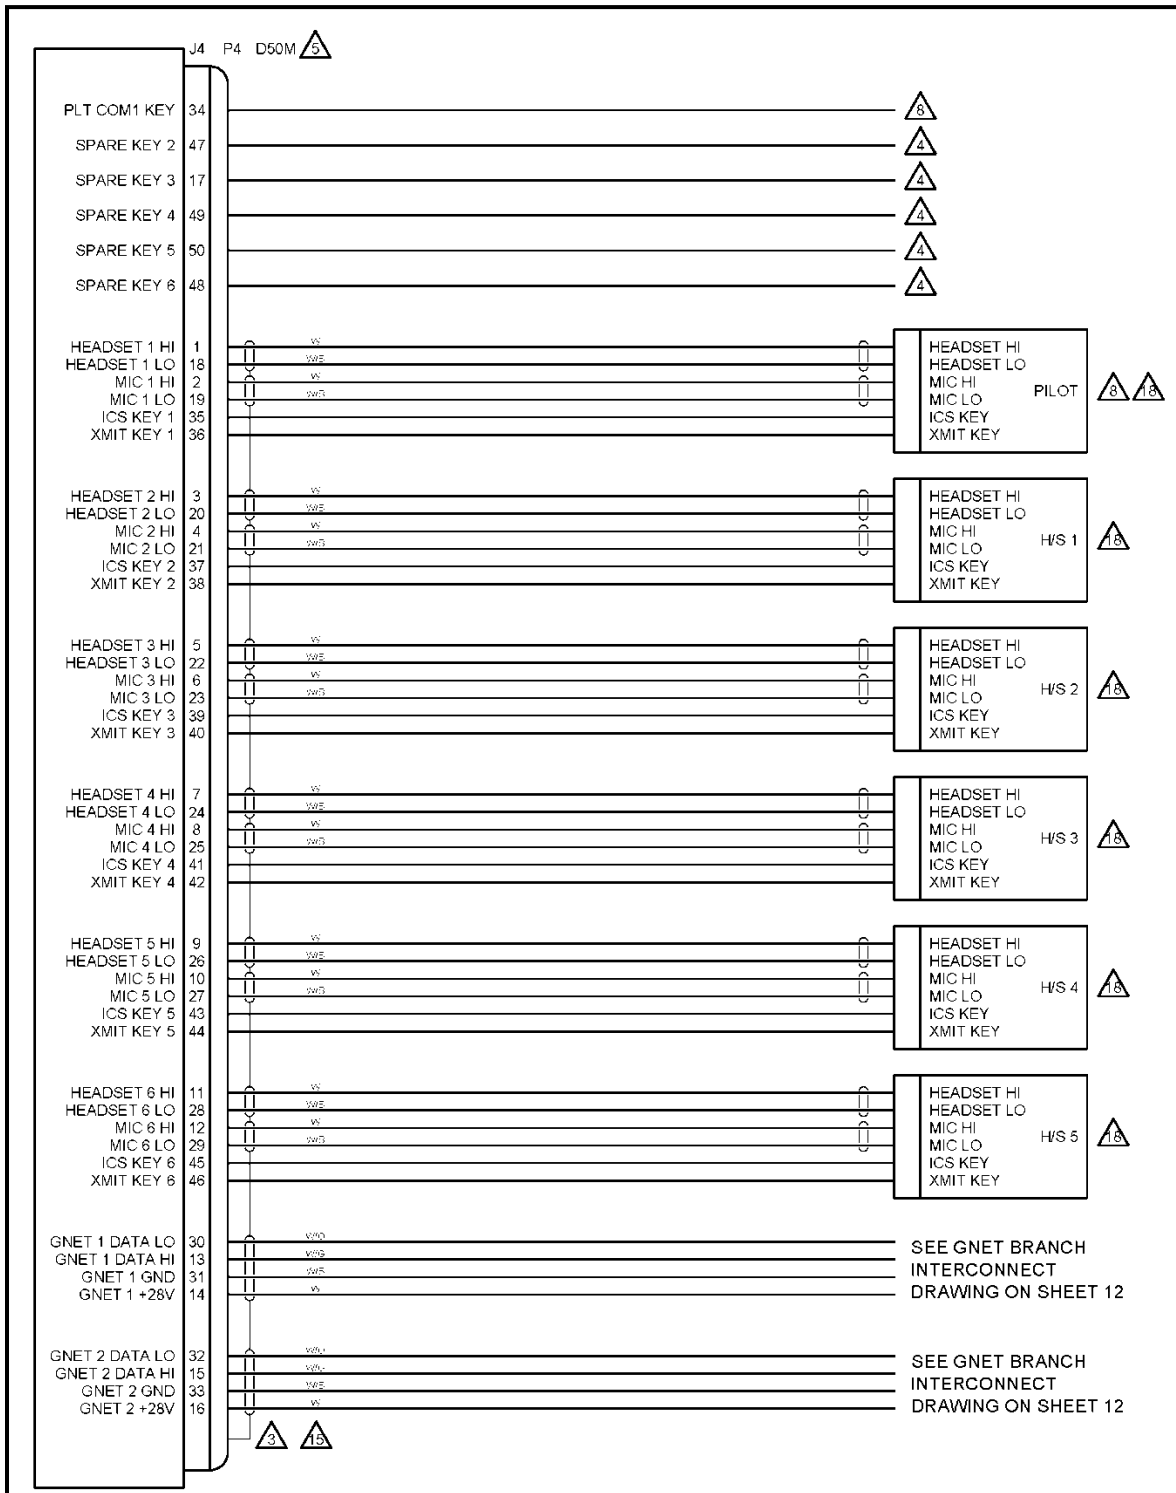 J4 P4 D50M 5
PLT COM1 KEY 34 8
SPARE KEY 2 47 4
SPARE KEY 3 17 4
SPARE KEY 4 49 4
SPARE KEY 5 50 4
SPARE KEY 6 48 4
HEADSET 1 HI 1 W HEADSET HI
HEADSET 1 LO 18 W/B HEADSET LO
MIC 1 HI 2 W MIC HI
MIC 1 LO 19 W/B MIC LO
PILOT 8 18
ICS KEY 1 35 ICS KEY
XMIT KEY 1 36 XMIT KEY
HEADSET 2 HI 3 W HEADSET HI
HEADSET 2 LO 20 W/B HEADSET LO
MIC 2 HI 4 W MIC HI
MIC 2 LO 21 W/B MIC LO
H/S 1 18
ICS KEY 2 37 ICS KEY
XMIT KEY 2 38 XMIT KEY
HEADSET 3 HI 5 W HEADSET HI
HEADSET 3 LO 22 W/B HEADSET LO
MIC 3 HI 6 W MIC HI
MIC 3 LO 23 W/B MIC LO
H/S 2 18
ICS KEY 3 39 ICS KEY
XMIT KEY 3 40 XMIT KEY
HEADSET 4 HI 7 W HEADSET HI
HEADSET 4 LO 24 W/B HEADSET LO
MIC 4 HI 8 W MIC HI
MIC 4 LO 25 W/B MIC LO
H/S 3 18
ICS KEY 4 41 ICS KEY
XMIT KEY 4 42 XMIT KEY
HEADSET 5 HI 9 W HEADSET HI
HEADSET 5 LO 26 W/B HEADSET LO
MIC 5 HI 10 W MIC HI
MIC 5 LO 27 W/B MIC LO
H/S 4 18
ICS KEY 5 43 ICS KEY
XMIT KEY 5 44 XMIT KEY
HEADSET 6 HI 11 W HEADSET HI
HEADSET 6 LO 28 W/B HEADSET LO
MIC 6 HI 12 W MIC HI
MIC 6 LO 29 W/B MIC LO
H/S 5 18
ICS KEY 6 45 ICS KEY
XMIT KEY 6 46 XMIT KEY
GNET 1 DATA LO 30 W/O
GNET 1 DATA HI 13
GNET 1 GND 31 W/B
GNET 1 +28V 14 W
SEE GNET BRANCH
INTERCONNECT
DRAWING ON SHEET 12
GNET 2 DATA LO 32
GNET 2 DATA HI 15
GNET 2 GND 33 W/B
GNET 2 +28V 16 W
SEE GNET BRANCH
INTERCONNECT
DRAWING ON SHEET 12
3 15